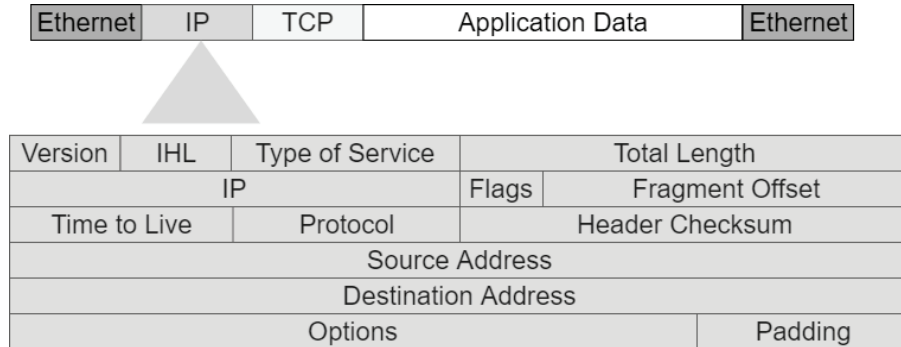 Ethernet IP TCP Application Data Ethernet
Version IHL Type of Service Total Length
IP Flags Fragment Offset
Time to Live Protocol Header Checksum
Source Address
Destination Address
Options Padding